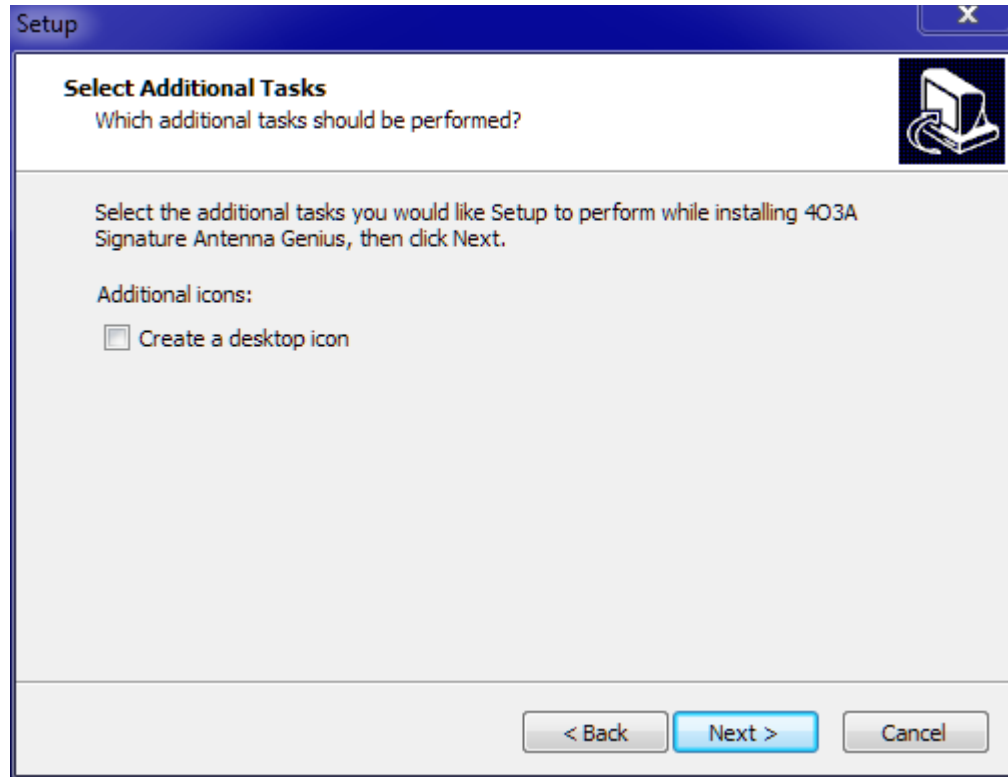 Setup
X
Select Additional Tasks
Which additional tasks should be performed?
Select the additional tasks you would like Setup to perform while installing 4O3A
Signature Antenna Genius, then click Next.
Additional icons:
Create a desktop icon
< Back Next > Cancel